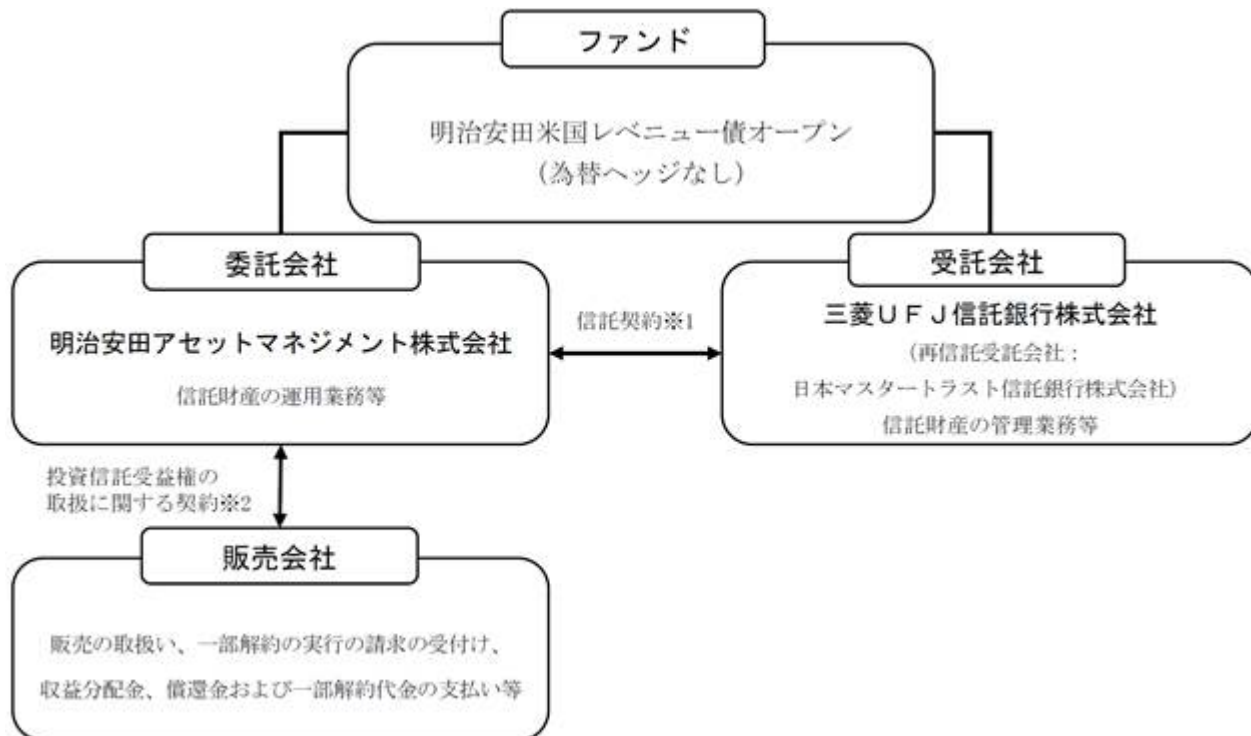 ファンド
明治安田米国レベニュー債オープン
(為替ヘッジなし)
委託会社
明治安田アセットマネジメント株式会社
信託財産の運用業務等
信託契約※1
受託会社
三菱UFJ信託銀行株式会社
(再信託受託会社:
日本マスタートラスト信託銀行株式会社)
信託財産の管理業務等
投資信託受益権の
取扱に関する契約※2
販売会社
販売の取扱い、一部解約の実行の請求の受付け、
収益分配金、償還金および一部解約代金の支払い等